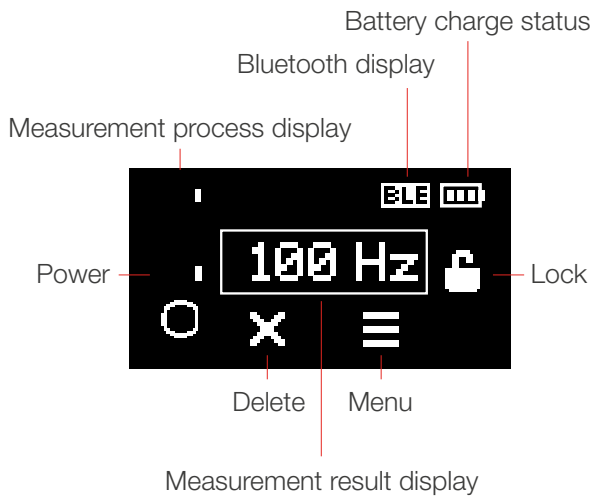 Battery charge status
Bluetooth display
Measurement process display
BLE
100 Hz
Power
Lock
Delete
Menu
Measurement result display